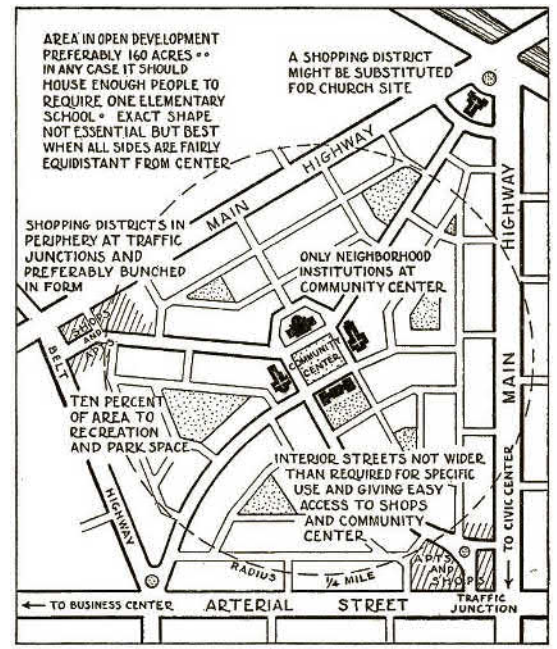 AREA IN OPEN DEVELOPMENT
PREFERABLY 160 ACRES • •
IN ANY CASE IT SHOULD
HOUSE ENOUGH PEOPLE TO
REQUIRE ONE ELEMENTARY
SCHOOL • EXACT SHAPE
NOT ESSENTIAL BUT BEST
WHEN ALL SIDES ARE FAIRLY
EQUIDISTANT FROM CENTER
A SHOPPING DISTRICT
MIGHT BE SUBSTITUTED
FOR CHURCH SITE
MAIN HIGHWAY
SHOPPING DISTRICTS IN
PERIPHERY AT TRAFFIC
JUNCTIONS AND
PREFERABLY BUNCHED
IN FORM
ONLY NEIGHBORHOOD
INSTITUTIONS AT
COMMUNITY CENTER
HIGHWAY
MAIN
SHOPS
AND
APTS
COMMUNITY
CENTER
BELT
HIGHWAY
TEN PERCENT
OF AREA TO
RECREATION
AND PARK SPACE
INTERIOR STREETS NOT WIDER
THAN REQUIRED FOR SPECIFIC
USE AND GIVING EASY
ACCESS TO SHOPS
AND COMMUNITY
CENTER
TO CIVIC CENTER
APTS
AND
SHOPS
RADIUS 1/4 MILE
TRAFFIC
JUNCTION
← TO BUSINESS CENTER
ARTERIAL STREET